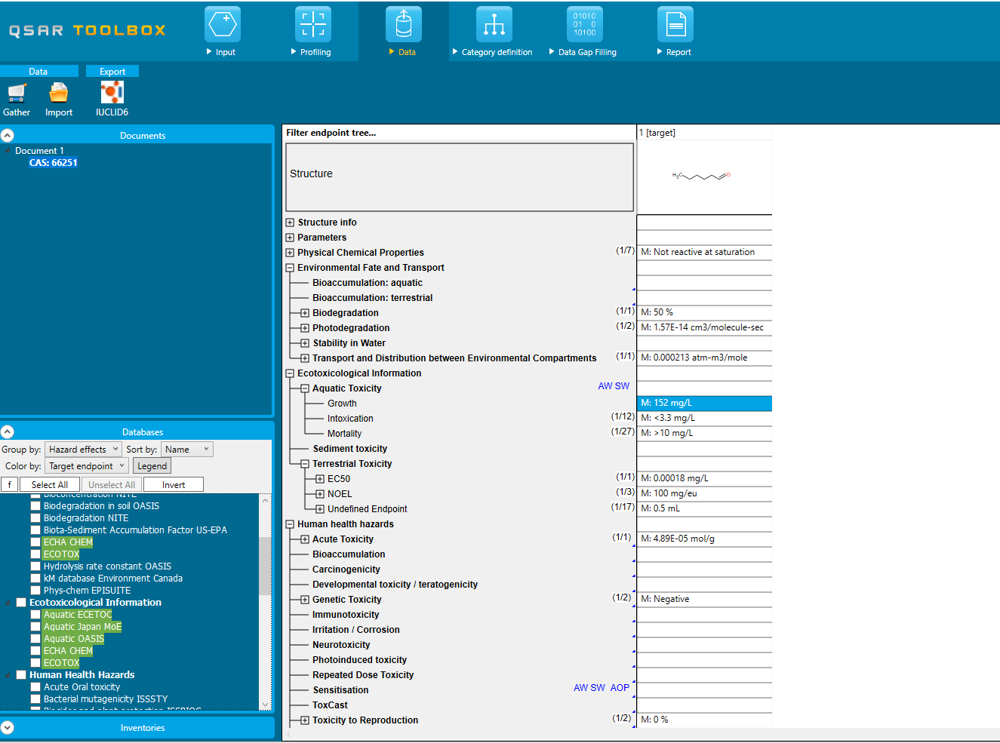 QSAR TOOLBOX
Input
Profiling
Data
Category definition
01010
01 0
10100
Data Gap Filling
Report
Data
Export
Gather
Import
IUCLID6
Documents
Document 1
CAS: 66251
Databases
Group by: Hazard effects Sort by: Name
Color by: Target endpoint Legend
f Select All Unselect All Invert
Bioconcentration NITE
Biodegradation in soil OASIS
Biodegradation NITE
Biota-Sediment Accumulation Factor US-EPA
ECHA CHEM
ECOTOX
Hydrolysis rate constant OASIS
kM database Environment Canada
Phys-chem EPISUITE
Ecotoxicological Information
Aquatic ECETOC
Aquatic Japan MoE
Aquatic OASIS
ECHA CHEM
ECOTOX
Human Health Hazards
Acute Oral toxicity
Bacterial mutagenicity ISSSTY
Biocides and plant protection ISSBIOC
Inventories
Filter endpoint tree... 1 [target]
Structure
H3C O
Structure info
Parameters
Physical Chemical Properties (1/7) M: Not reactive at saturation
Environmental Fate and Transport
Bioaccumulation: aquatic
Bioaccumulation: terrestrial
Biodegradation (1/1) M: 50 %
Photodegradation (1/2) M: 1.57E-14 cm3/molecule-sec
Stability in Water
Transport and Distribution between Environmental Compartments (1/1) M: 0.000213 atm-m3/mole
Ecotoxicological Information
Aquatic Toxicity AW SW
Growth M: 152 mg/L
Intoxication (1/12) M: <3.3 mg/L
Mortality (1/27) M: >10 mg/L
Sediment toxicity
Terrestrial Toxicity
EC50 (1/1) M: 0.00018 mg/L
NOEL (1/3) M: 100 mg/eu
Undefined Endpoint (1/17) M: 0.5 mL
Human health hazards
Acute Toxicity (1/1) M: 4.89E-05 mol/g
Bioaccumulation
Carcinogenicity
Developmental toxicity / teratogenicity
Genetic Toxicity (1/2) M: Negative
Immunotoxicity
Irritation / Corrosion
Neurotoxicity
Photoinduced toxicity
Repeated Dose Toxicity
Sensitisation AW SW AOP
ToxCast
Toxicity to Reproduction (1/2) M: 0 %